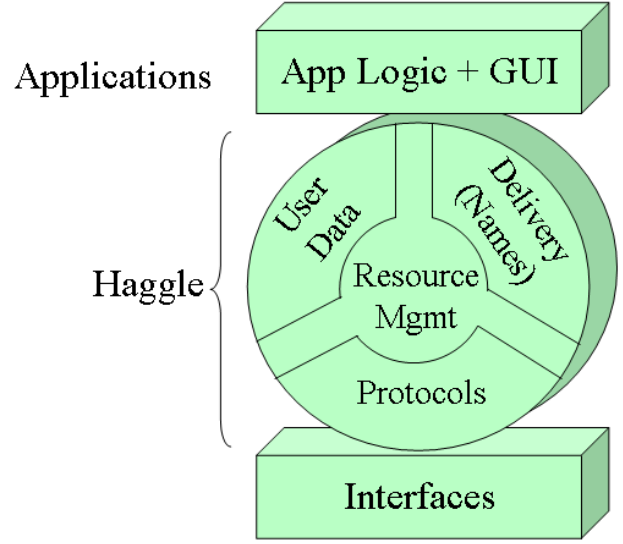 Applications
App Logic + GUI
User
Data
Delivery
(Names)
Haggle
Resource
Mgmt
Protocols
Interfaces